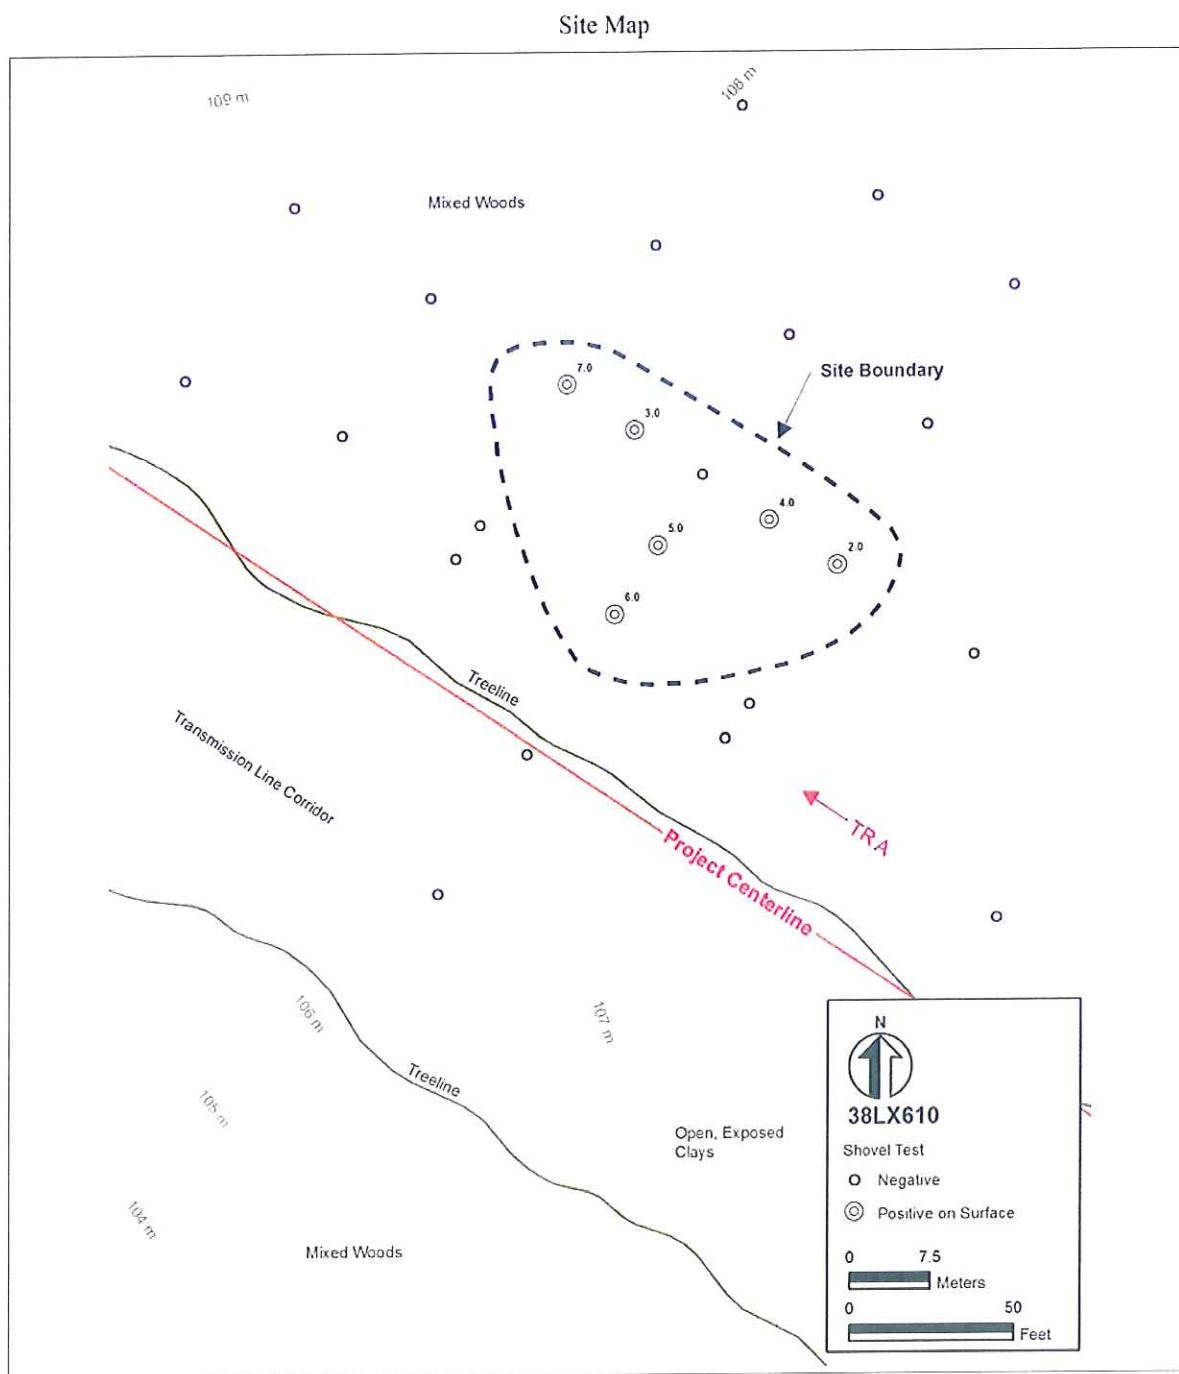 Site Map
109 m
108 m
Mixed Woods
Site Boundary
7.0
3.0
4.0
5.0
2.0
6.0
Treeline
Transmission Line Corridor
TR A
Project Centerline
106 m
107 m
Treeline
105 m
Open, Exposed
Clays
104 m
Mixed Woods
N
38LX610
Shovel Test
Negative
Positive on Surface
0 7.5
Meters
0 50
Feet